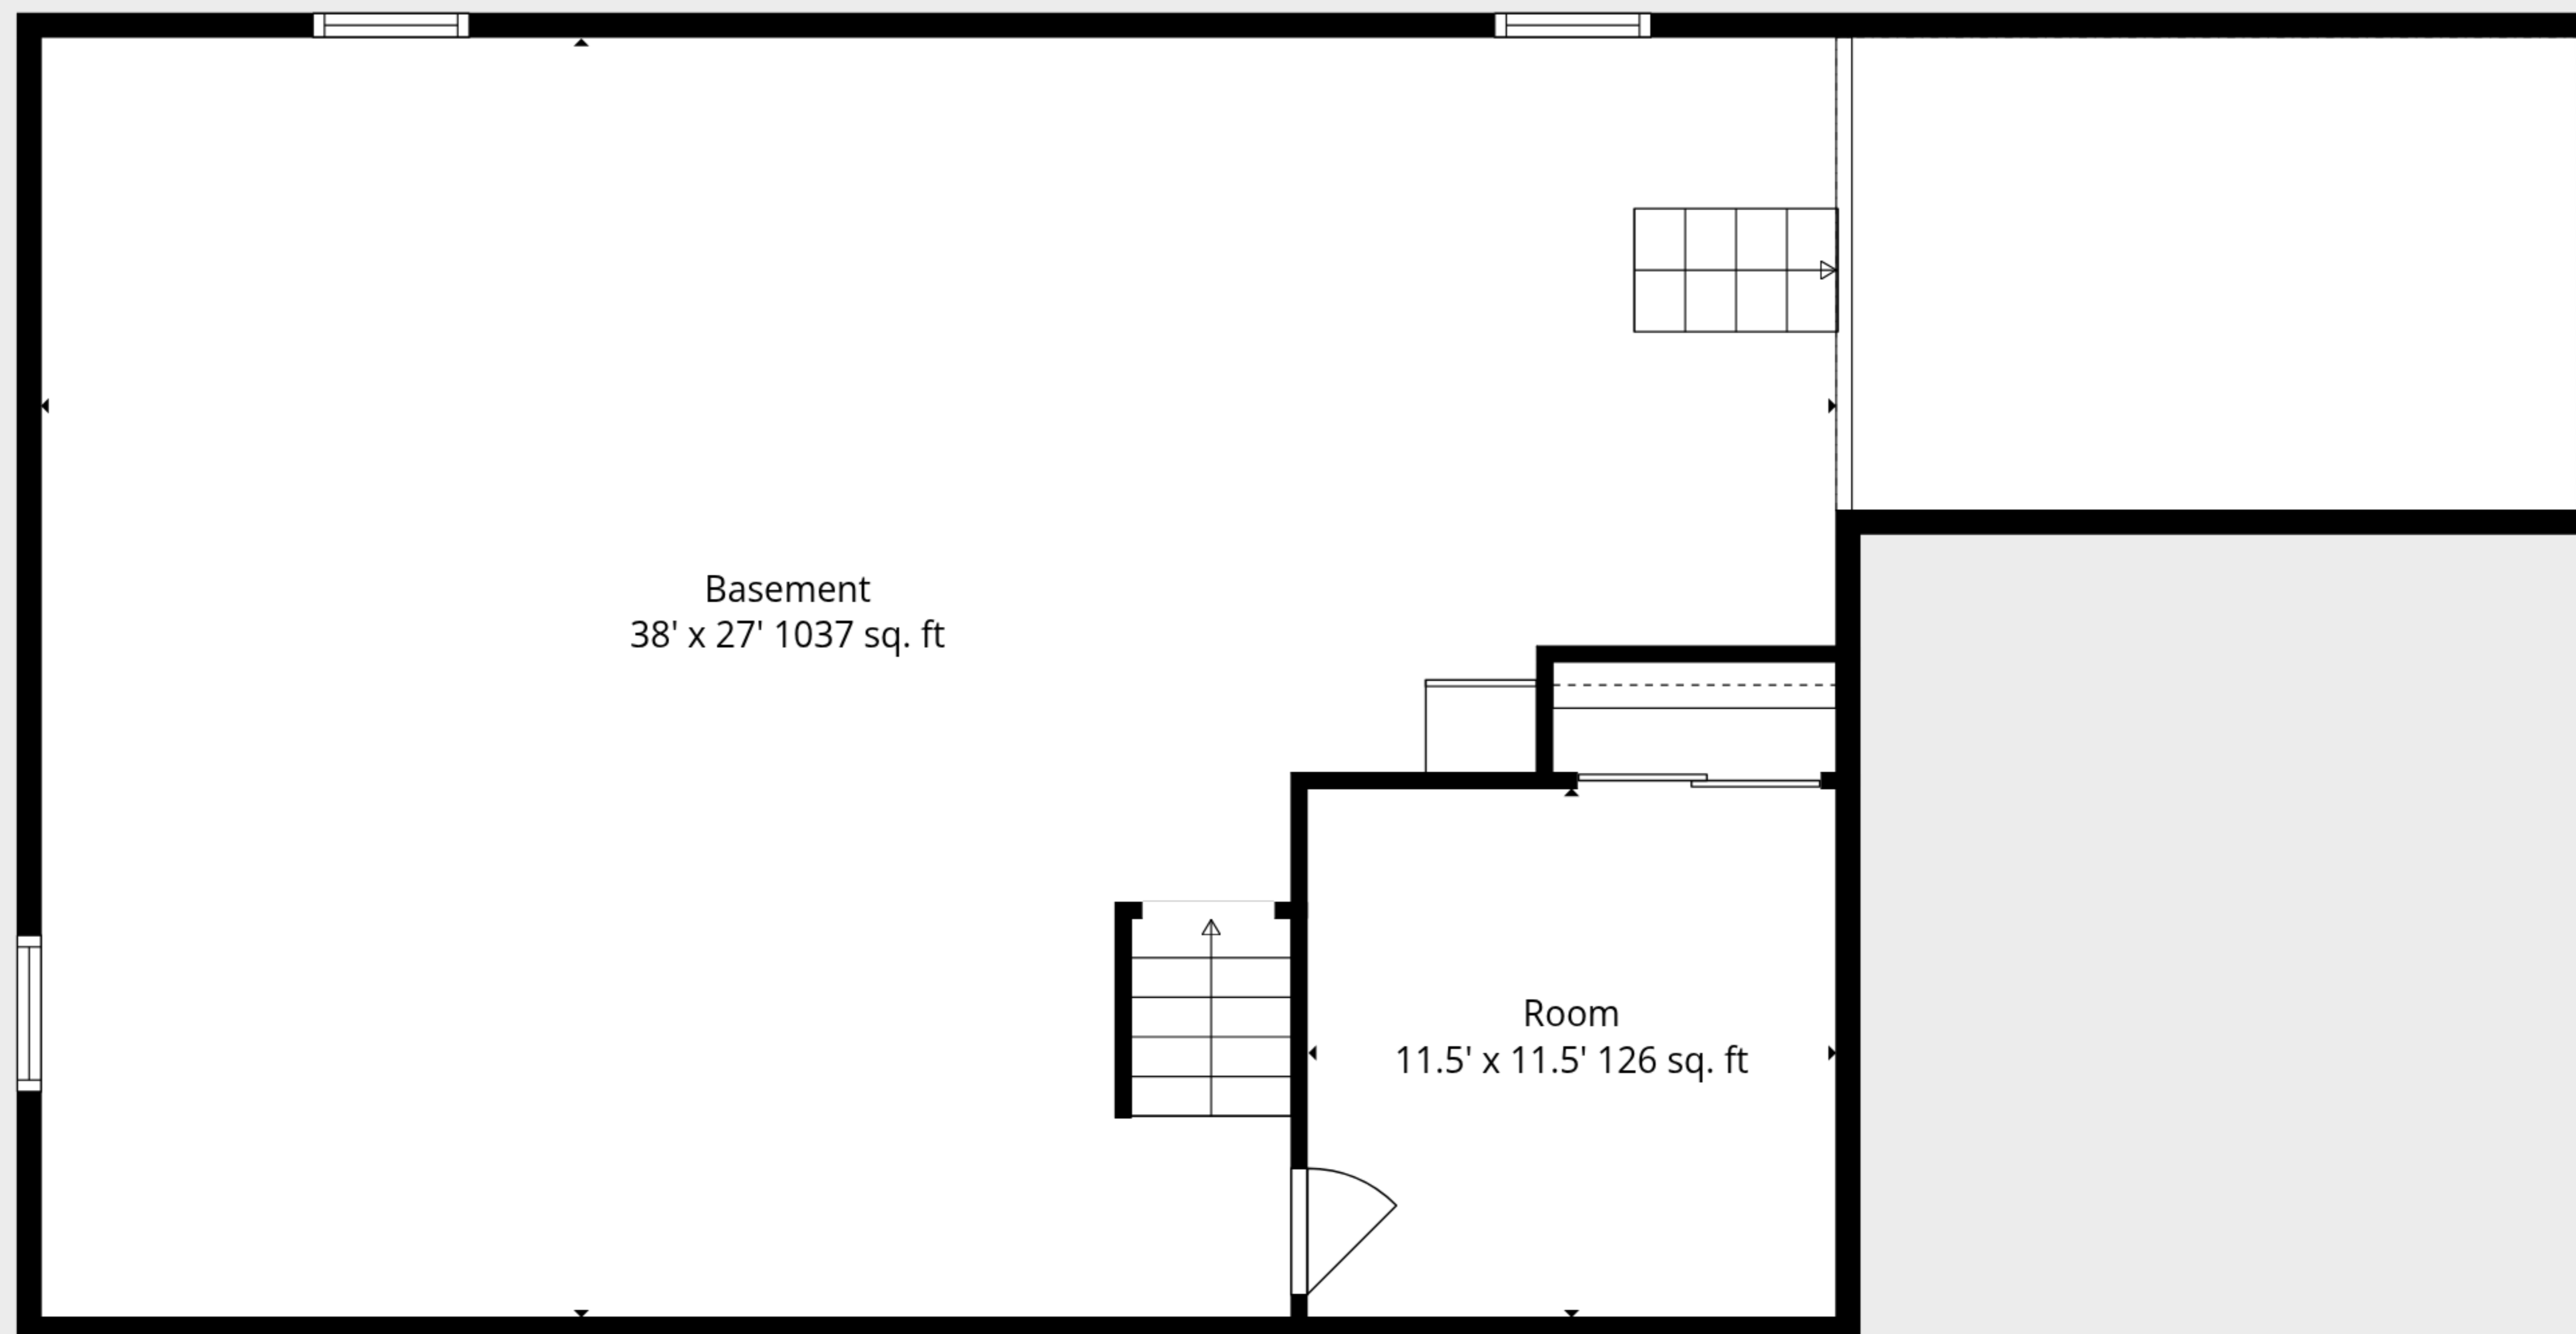 Basement
38' x 27' 1037 sq. ft
Room
11.5' x 11.5' 126 sq. ft